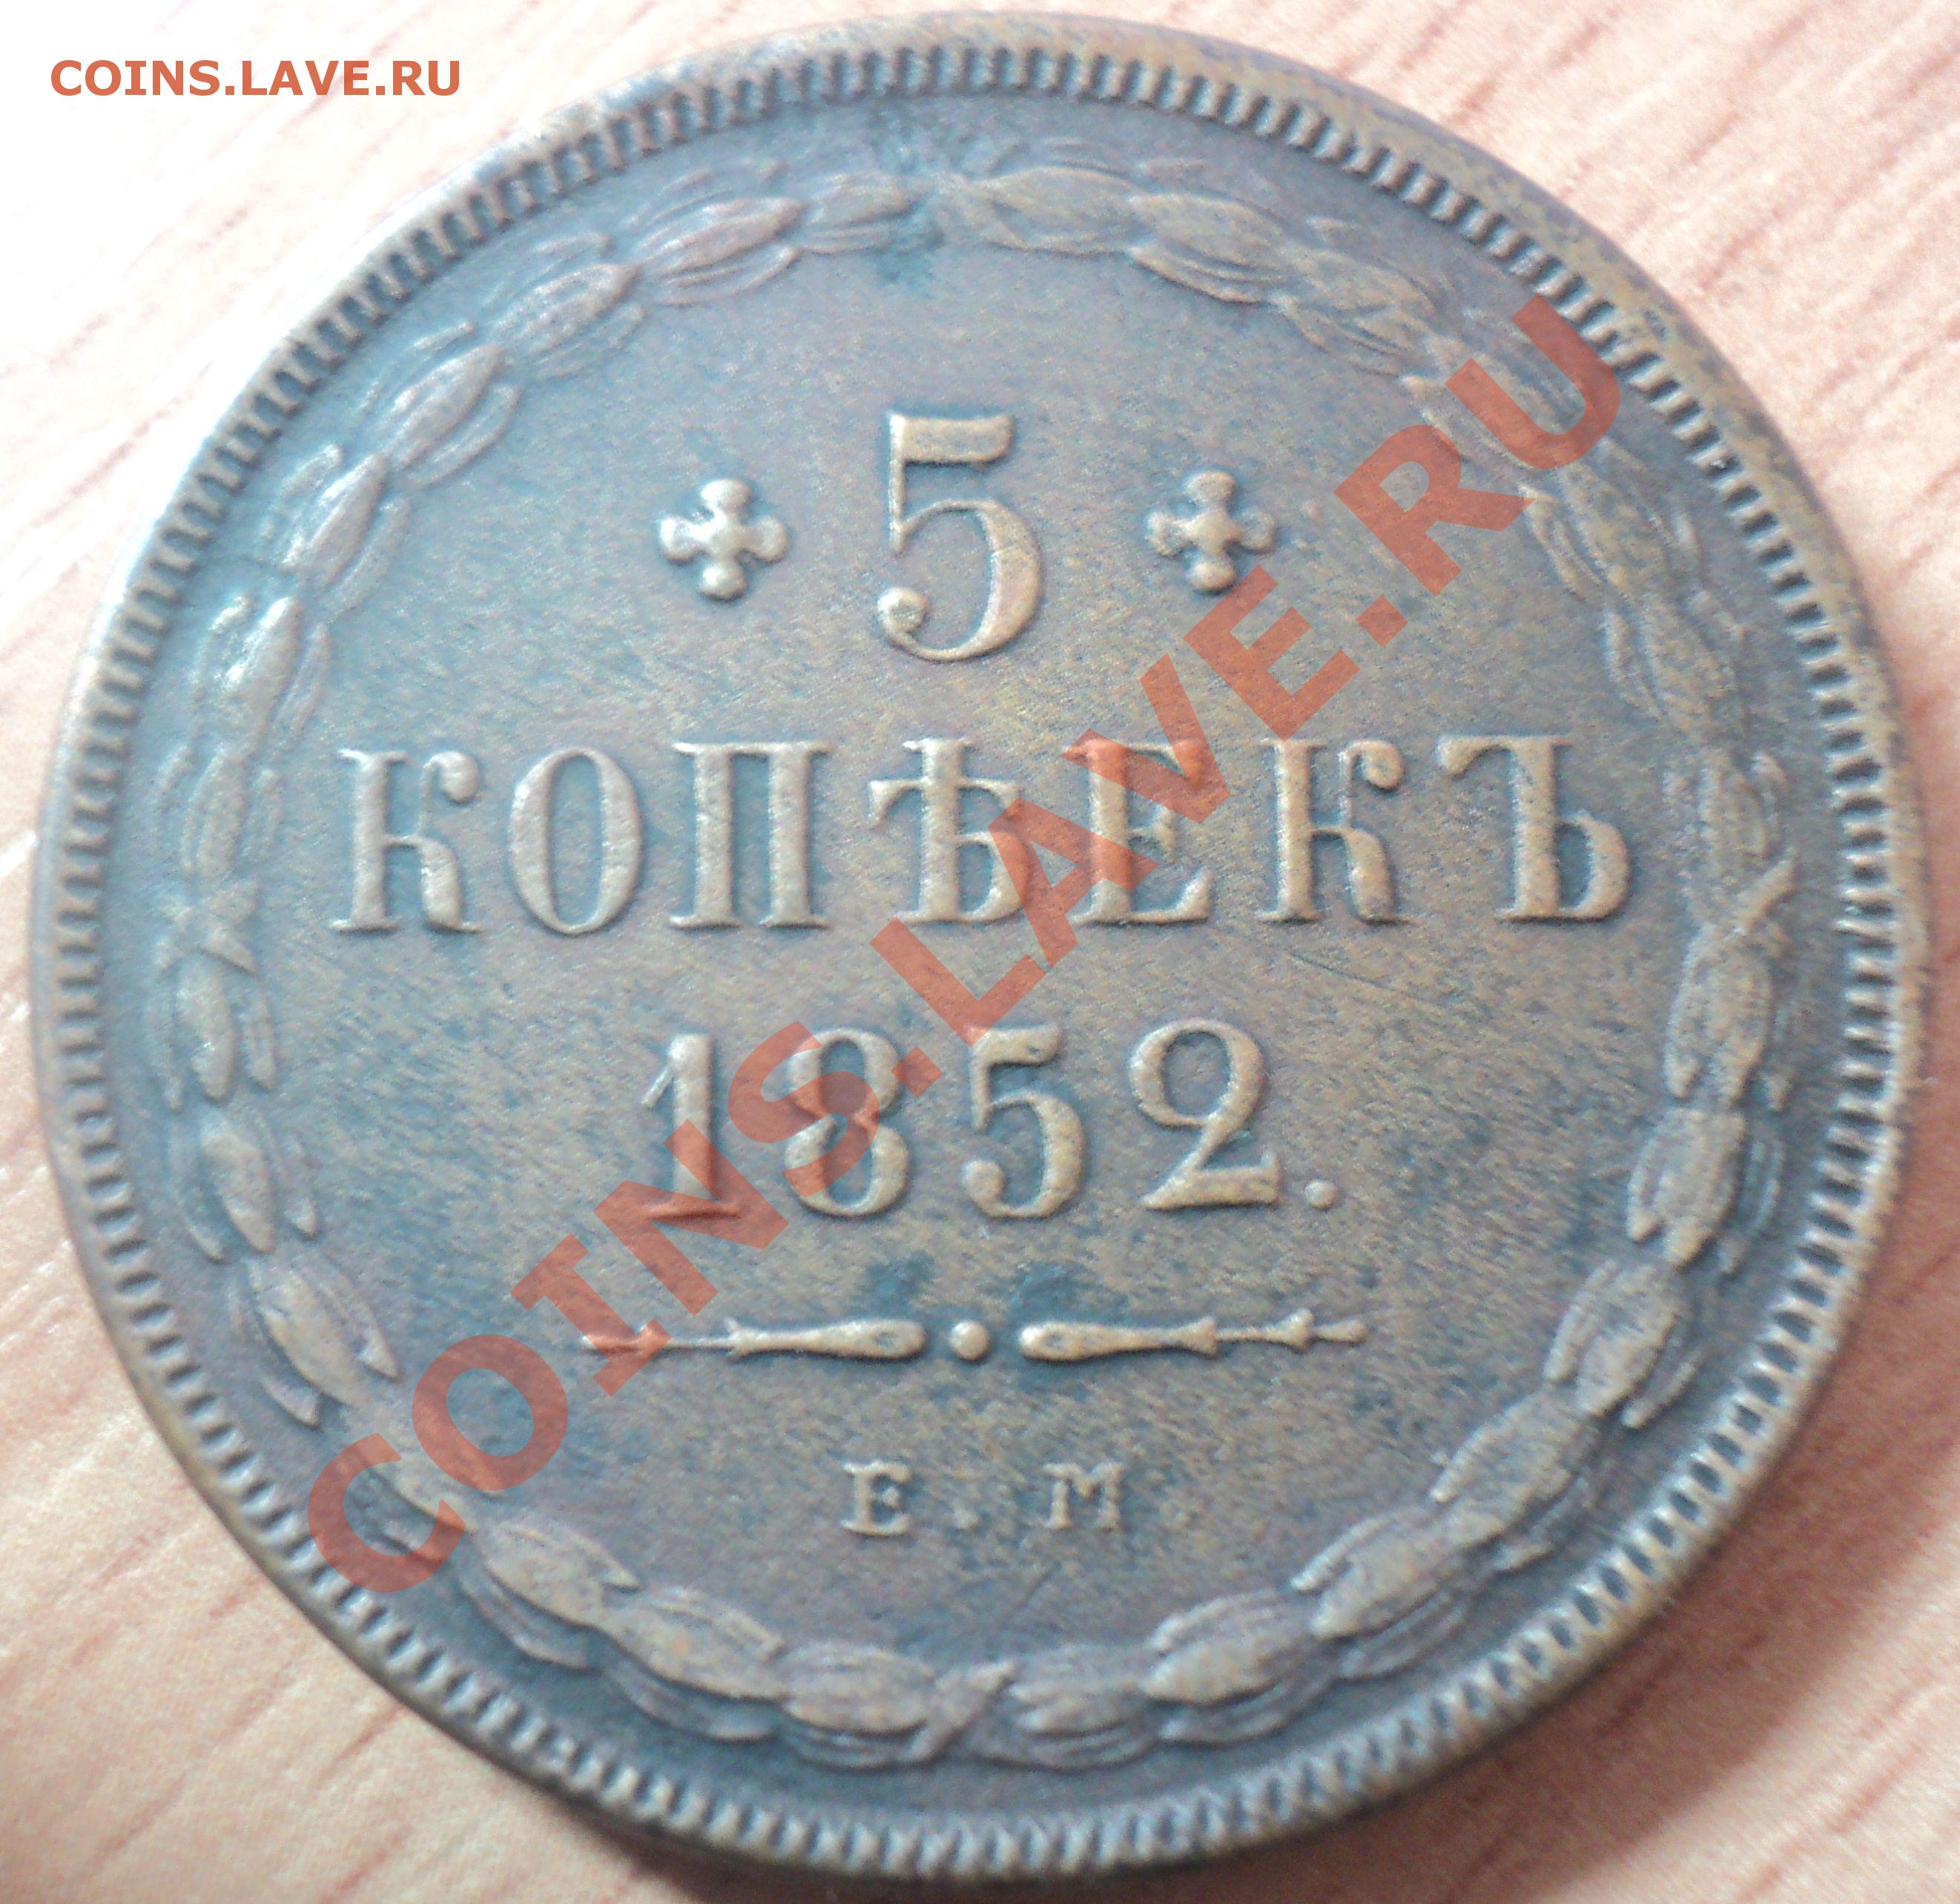 COINS.LAVE.RU
5
КОПѢЕКЪ
1852.
Е. М.
COINS.LAVE.RU